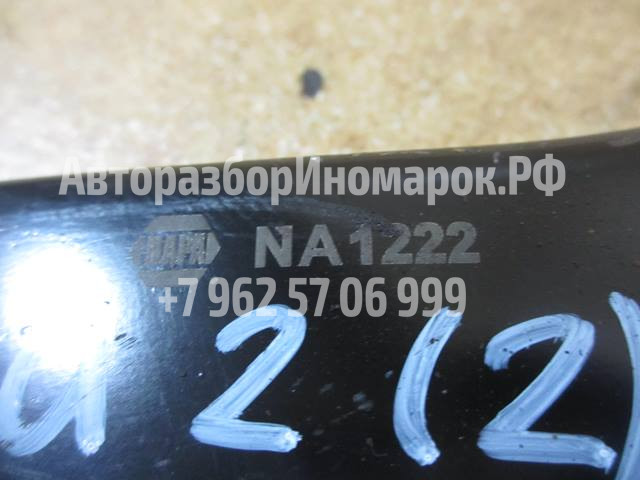 АвторазборИномарок.РФ
NAPA NA1222
+7 962 57 06 999
2 (2)